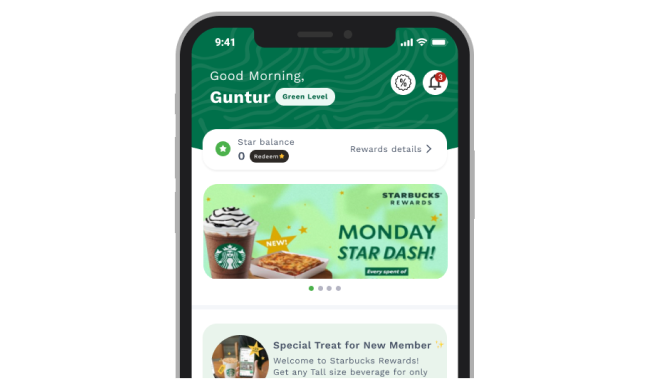 9:41
Good Morning,
Guntur Green Level
%
3
Star balance
0 Redeem
Rewards details
STARBUCKS®
REWARDS
NEW!
MONDAY
STAR DASH!
Every spent of
Special Treat for New Member
Welcome to Starbucks Rewards!
Get any Tall size beverage for only